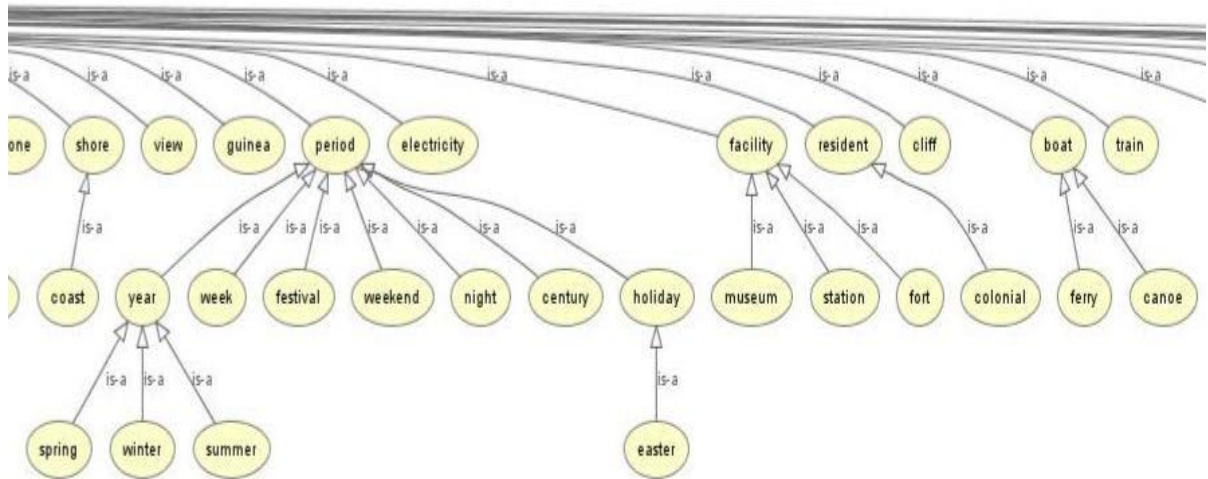 is-a is-a is-a is-a is-a is-a is-a is-a is-a is-a is-a
one shore view guinea period electricity facility resident cliff boat train
is-a is-a is-a is-a is-a is-a is-a is-a is-a is-a is-a is-a is-a is-a
coast year week festival weekend night century holiday museum station fort colonial ferry canoe
is-a is-a is-a is-a
spring winter summer easter